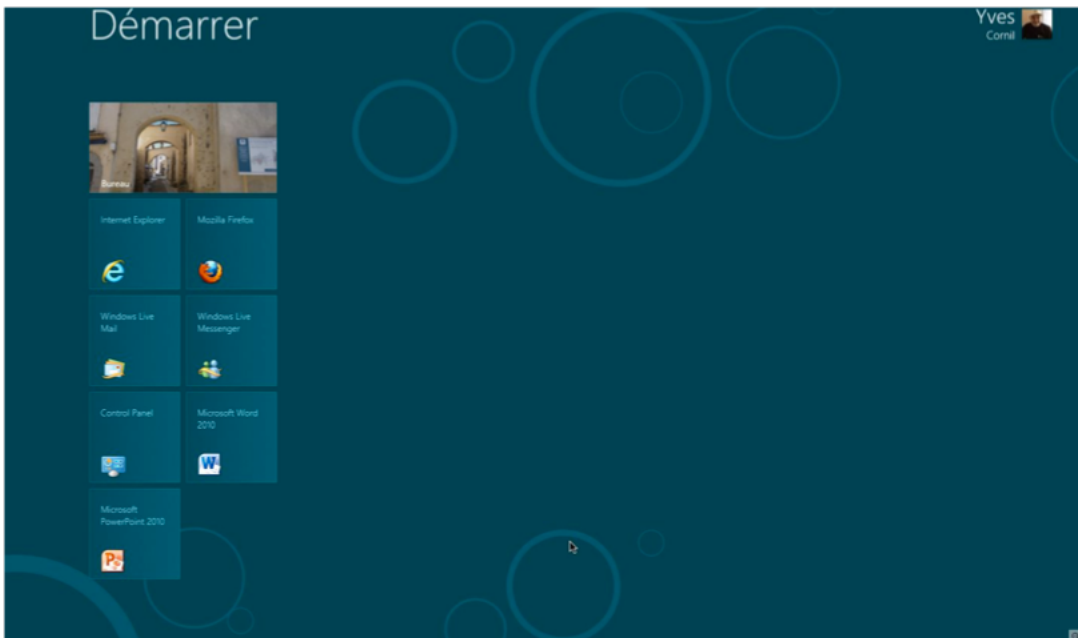 Démarrer
Yves
Cornil
Bureau
Internet Explorer
Mozilla Firefox
Windows Live
Mail
Windows Live
Messenger
Control Panel
Microsoft Word
2010
Microsoft
PowerPoint 2010